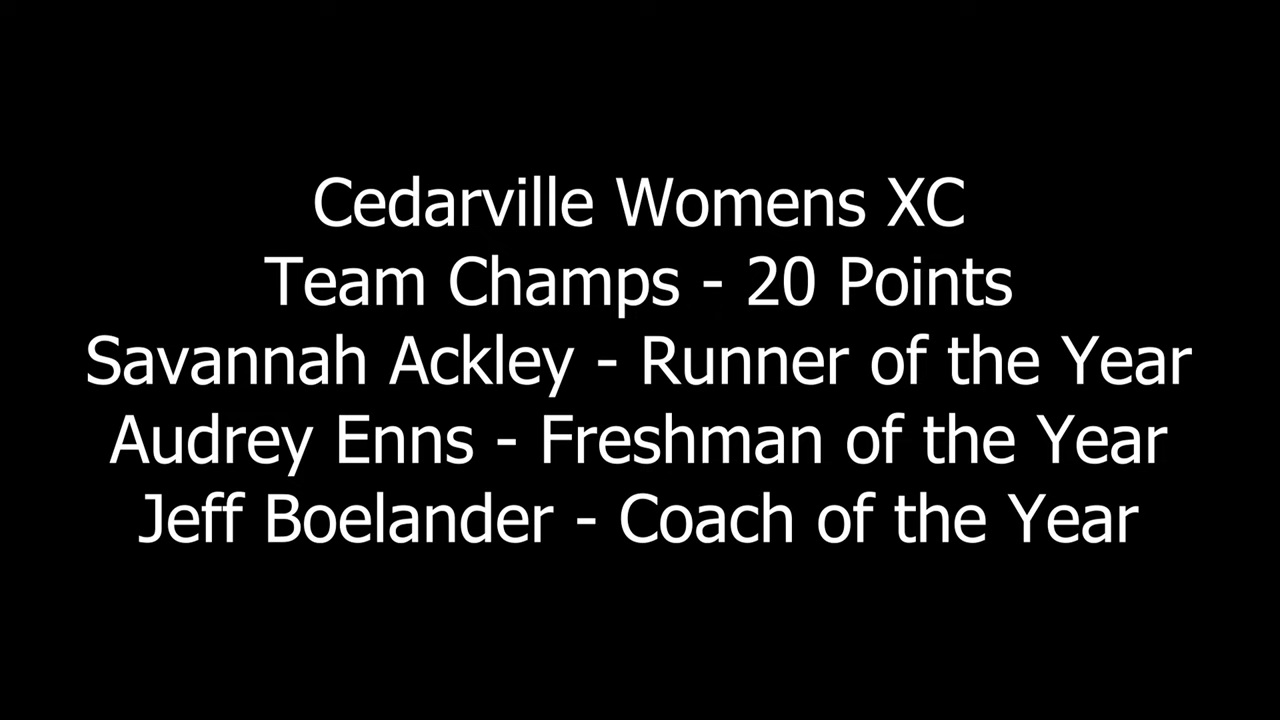 Cedarville Womens XC
Team Champs - 20 Points
Savannah Ackley - Runner of the Year
Audrey Enns - Freshman of the Year
Jeff Boelander - Coach of the Year